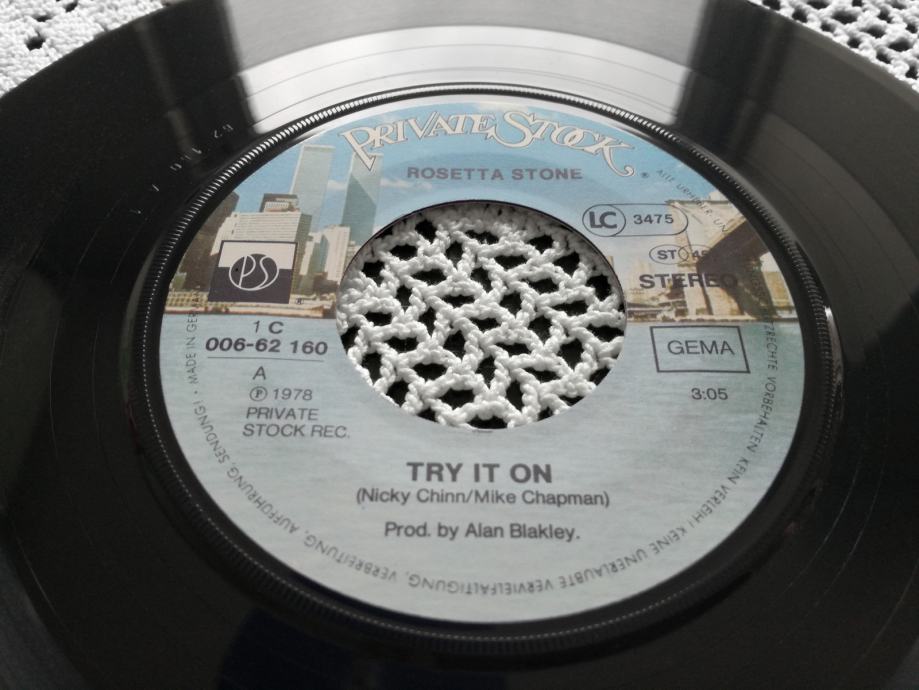 PRIVATE STOCK
®
ROSETTA STONE
LC 3475
STEREO
PS
®
1 C
006-62 160
A
℗ 1978
PRIVATE
STOCK REC.
GEMA
3:05
TRY IT ON
(Nicky Chinn/Mike Chapman)
Prod. by Alan Blakley.
VORBEHALTEN KEIN VERLEIH! KEINE UNERLAUBTE VERVIELFÄLTIGUNG, VERBREITUNG, AUFFÜHRUNG, SENDUNG! • MADE IN